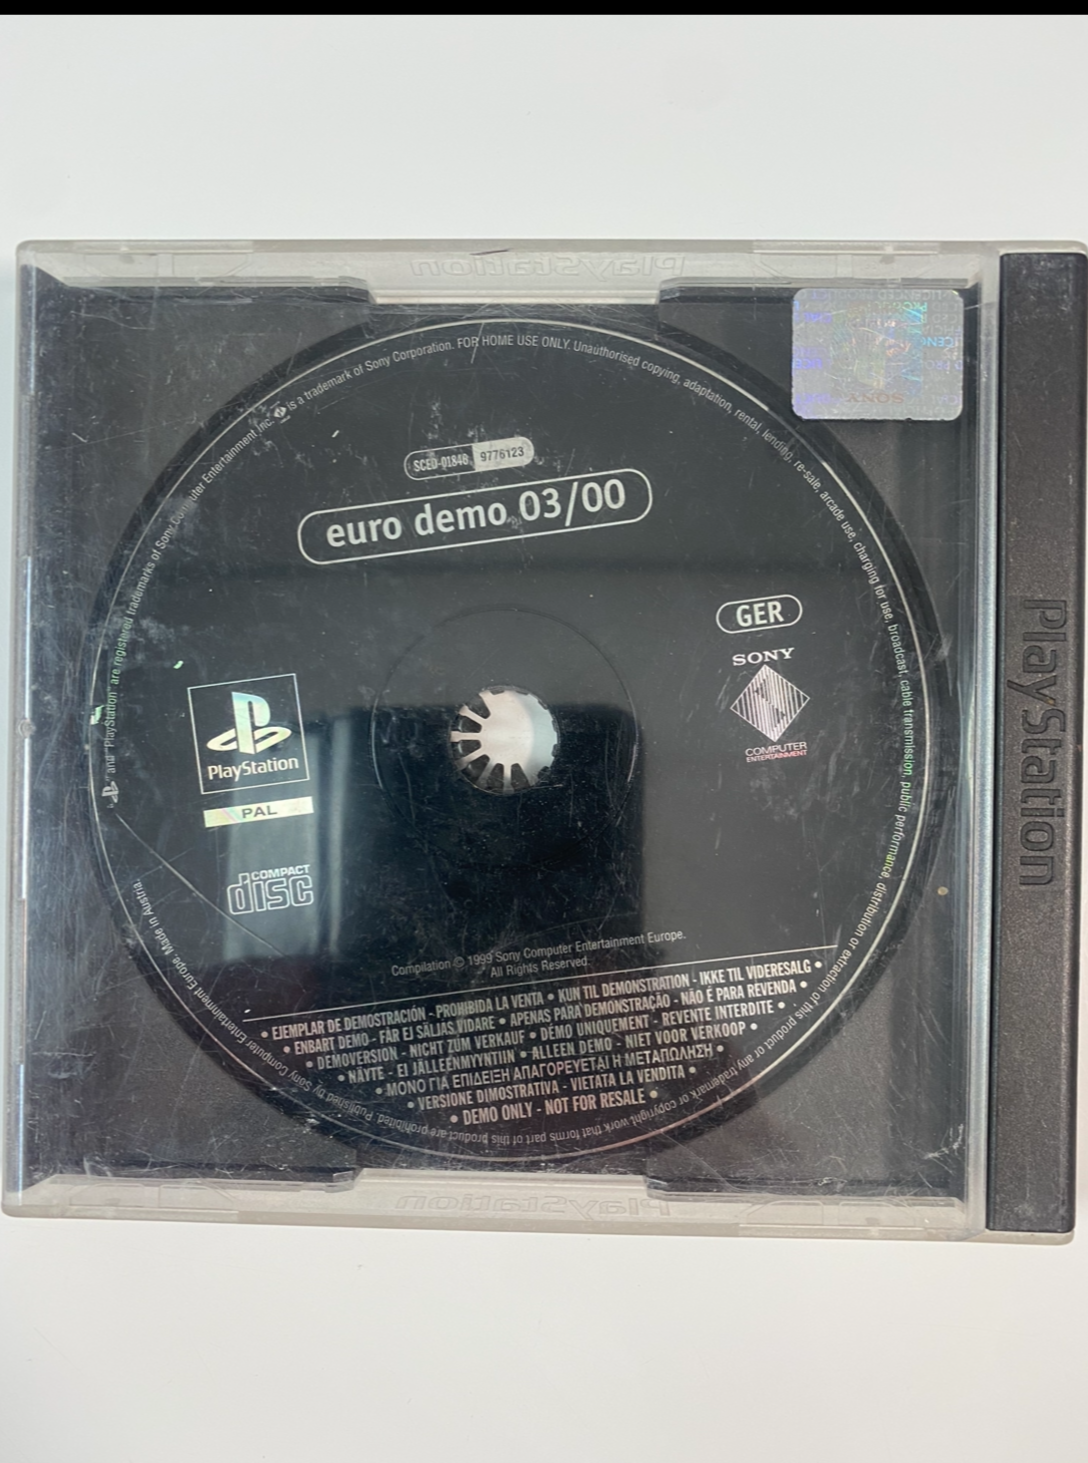 PlayStation
SONY
is a trademark of Sony Corporation. FOR HOME USE ONLY. Unauthorised copying, adaptation, rental, lending, re-sale, arcade use, charging for use, broadcast, cable transmission, public performance, distribution or extraction of this product or any trademark or copyright work that forms part of this product are prohibited. Published by Sony Computer Entertainment Europe. Made in Austria.
" and "PlayStation" are registered trademarks of Sony Computer Entertainment Inc.
SCED-01848 9776123
euro demo 03/00
GER
SONY
COMPUTER
ENTERTAINMENT
PlayStation
PAL
COMPACT
disc
PlayStation
Compilation © 1999 Sony Computer Entertainment Europe.
All Rights Reserved.
• EJEMPLAR DE DEMOSTRACIÓN - PROHIBIDA LA VENTA • KUN TIL DEMONSTRATION - IKKE TIL VIDERESALG •
• ENBART DEMO - FÅR EJ SÄLJAS VIDARE • APENAS PARA DEMONSTRAÇÃO - NÃO É PARA REVENDA •
• DEMOVERSION - NICHT ZUM VERKAUF • DÉMO UNIQUEMENT - REVENTE INTERDITE •
• NÄYTE - EI JÄLLEENMYYNTIIN • ALLEEN DEMO - NIET VOOR VERKOOP •
• ΜΟΝΟ ΓΙΑ ΕΠΙΔΕΙΞΗ ΑΠΑΓΟΡΕΥΕΤΑΙ Η ΜΕΤΑΠΩΛΗΣΗ •
• VERSIONE DIMOSTRATIVA - VIETATA LA VENDITA •
• DEMO ONLY - NOT FOR RESALE •
PlayStation